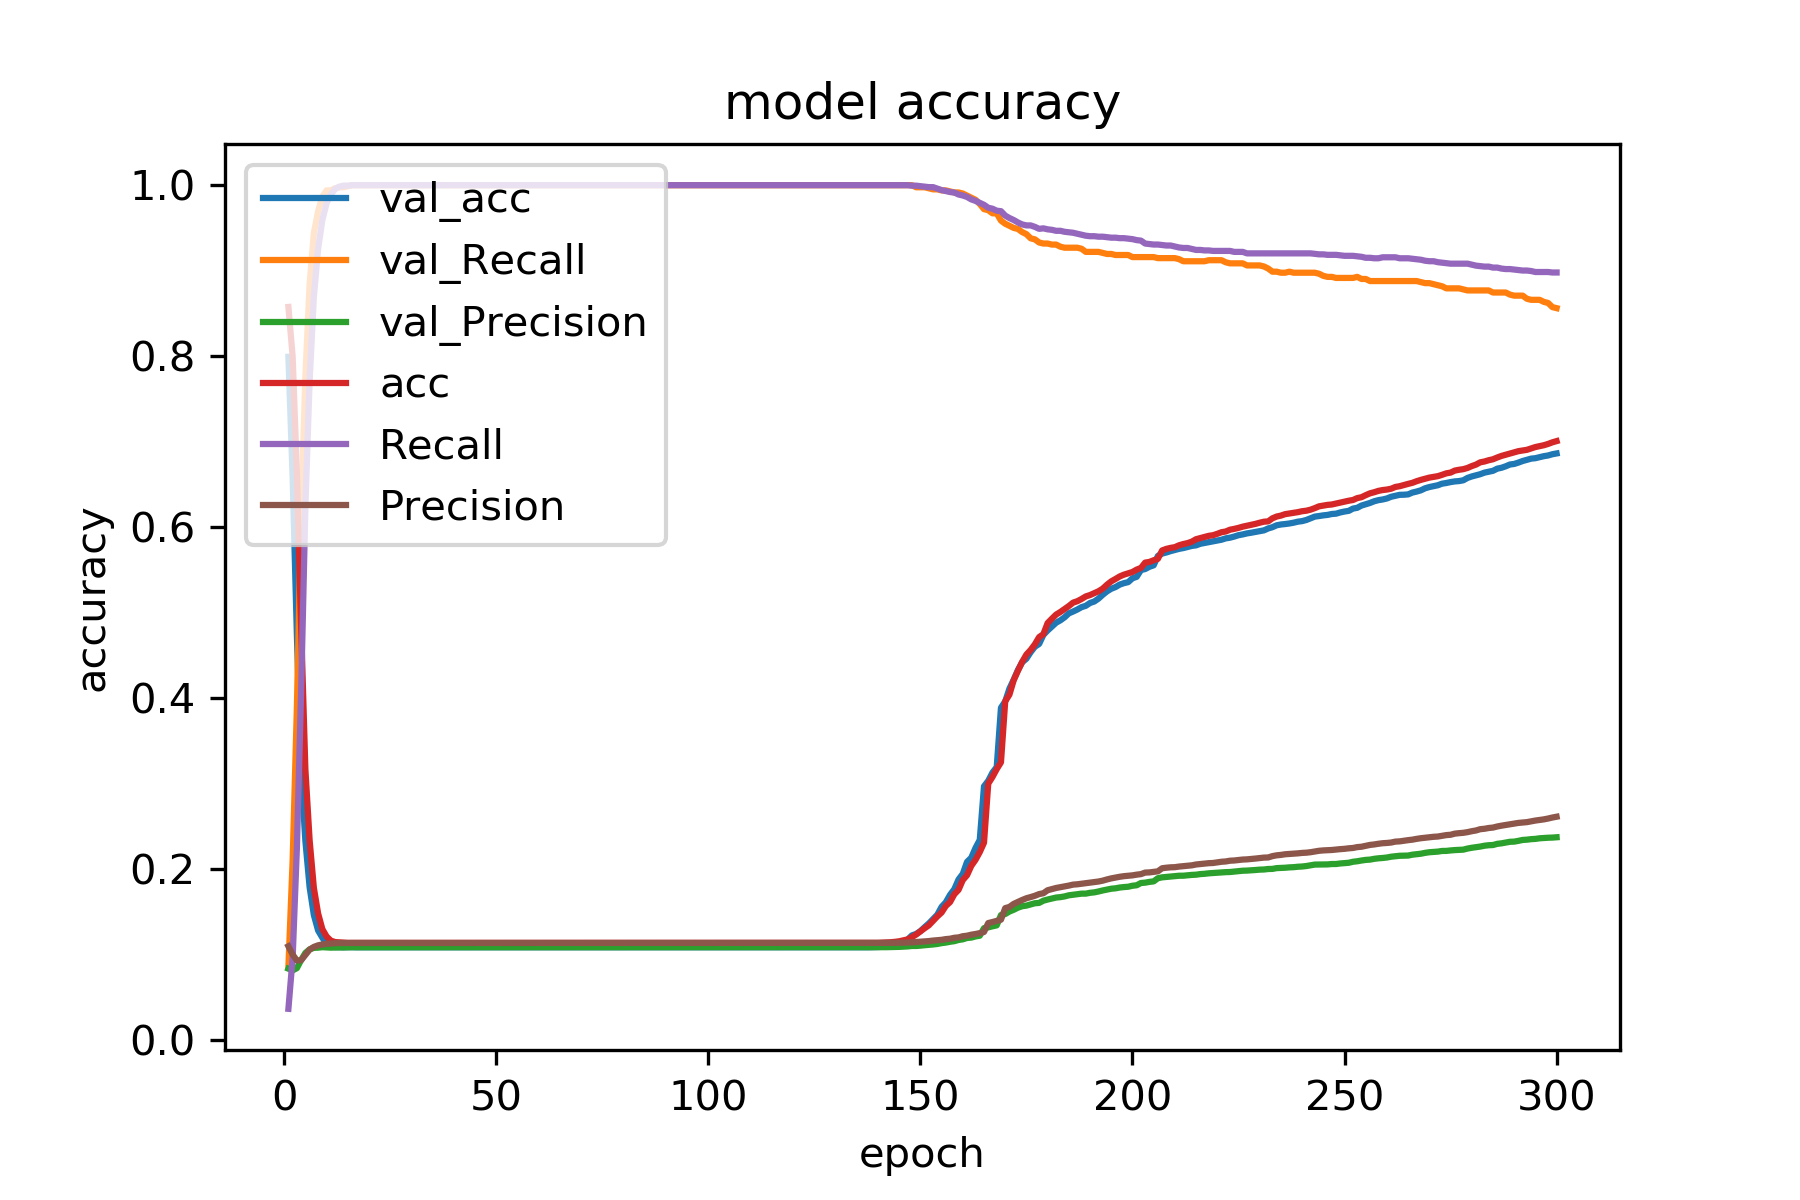 model accuracy
1.0
0.8
0.6
0.4
0.2
0.0
accuracy
val_acc
val_Recall
val_Precision
acc
Recall
Precision
0 50 100 150 200 250 300
epoch